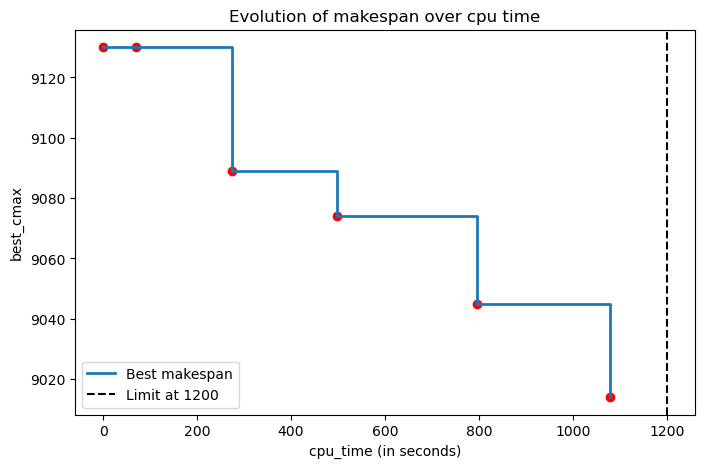 Evolution of makespan over cpu time
best_cmax
9120
9100
9080
9060
9040
9020
Best makespan
Limit at 1200
0
200
400
600
800
1000
1200
cpu_time (in seconds)